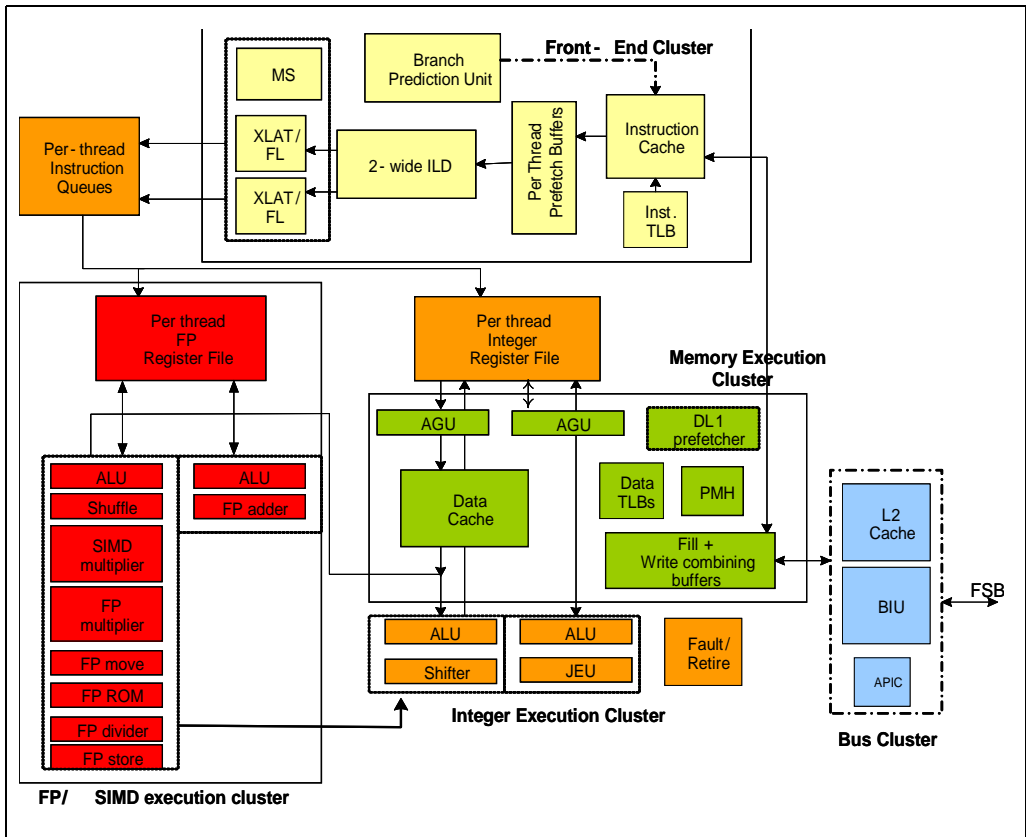 Front - End Cluster
MS
Branch
Prediction Unit
XLAT /
FL
XLAT /
FL
2 - wide ILD
Per Thread
Prefetch Buffers
Instruction
Cache
Inst.
TLB
Per - thread
Instruction
Queues
Per thread
FP
Register File
Per thread
Integer
Register File
Memory Execution
Cluster
AGU
AGU
DL1
prefetcher
Data
Cache
Data
TLBs
PMH
Fill +
Write combining
buffers
ALU
Shuffle
SIMD
multiplier
FP
multiplier
FP move
FP ROM
FP divider
FP store
ALU
FP adder
ALU
Shifter
ALU
JEU
Fault /
Retire
Integer Execution Cluster
L2
Cache
BIU
APIC
FSB
Bus Cluster
FP/ SIMD execution cluster